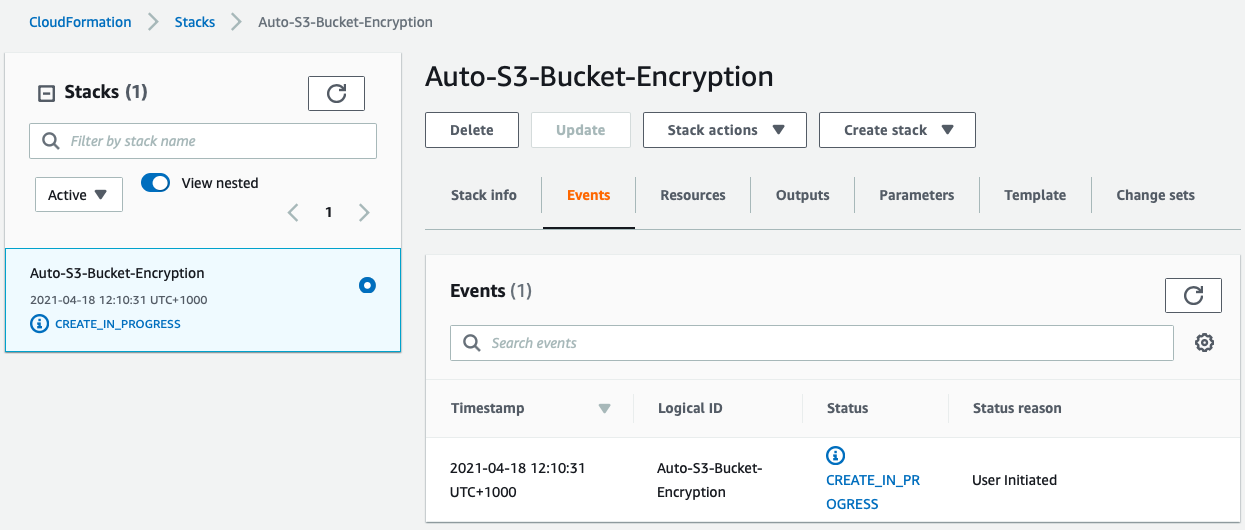 CloudFormation Stacks Auto-S3-Bucket-Encryption
Stacks (1)
Filter by stack name
Active View nested
1
Auto-S3-Bucket-Encryption
2021-04-18 12:10:31 UTC+1000
CREATE_IN_PROGRESS
Auto-S3-Bucket-Encryption
Delete Update Stack actions Create stack
Stack info Events Resources Outputs Parameters Template Change sets
Events (1)
Search events
Timestamp Logical ID Status Status reason
2021-04-18 12:10:31
UTC+1000
Auto-S3-Bucket-
Encryption
CREATE_IN_PR
OGRESS
User Initiated